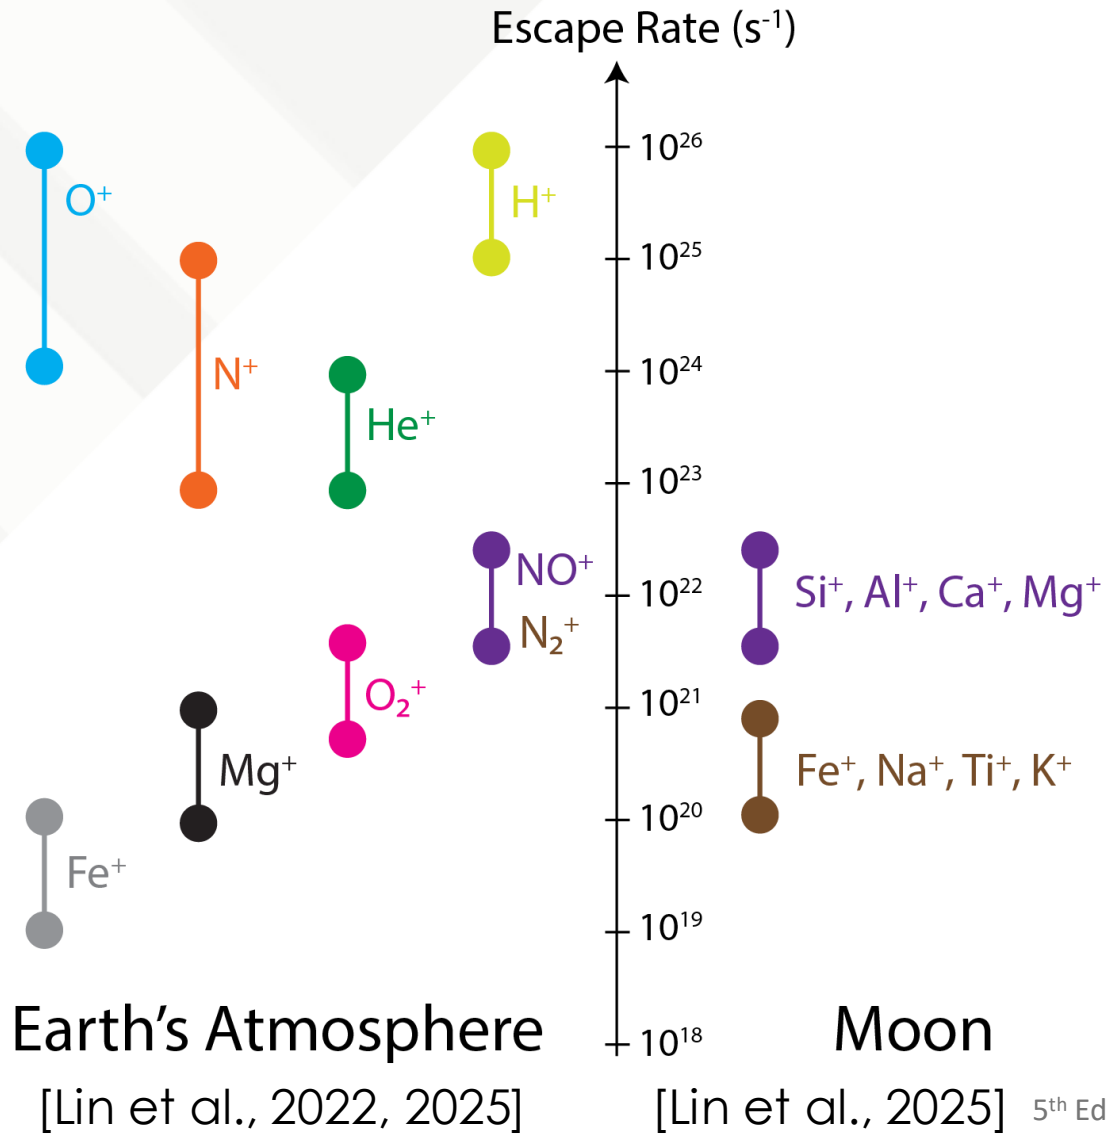 Escape Rate (s⁻¹)
10²⁶
O⁺
H⁺
10²⁵
N⁺
10²⁴
He⁺
10²³
NO⁺
10²²
Si⁺, Al⁺, Ca⁺, Mg⁺
N₂⁺
O₂⁺
10²¹
Mg⁺
Fe⁺, Na⁺, Ti⁺, K⁺
10²⁰
Fe⁺
10¹⁹
Earth's Atmosphere
Moon
10¹⁸
[Lin et al., 2022, 2025]
[Lin et al., 2025]
5ᵗʰ Ed